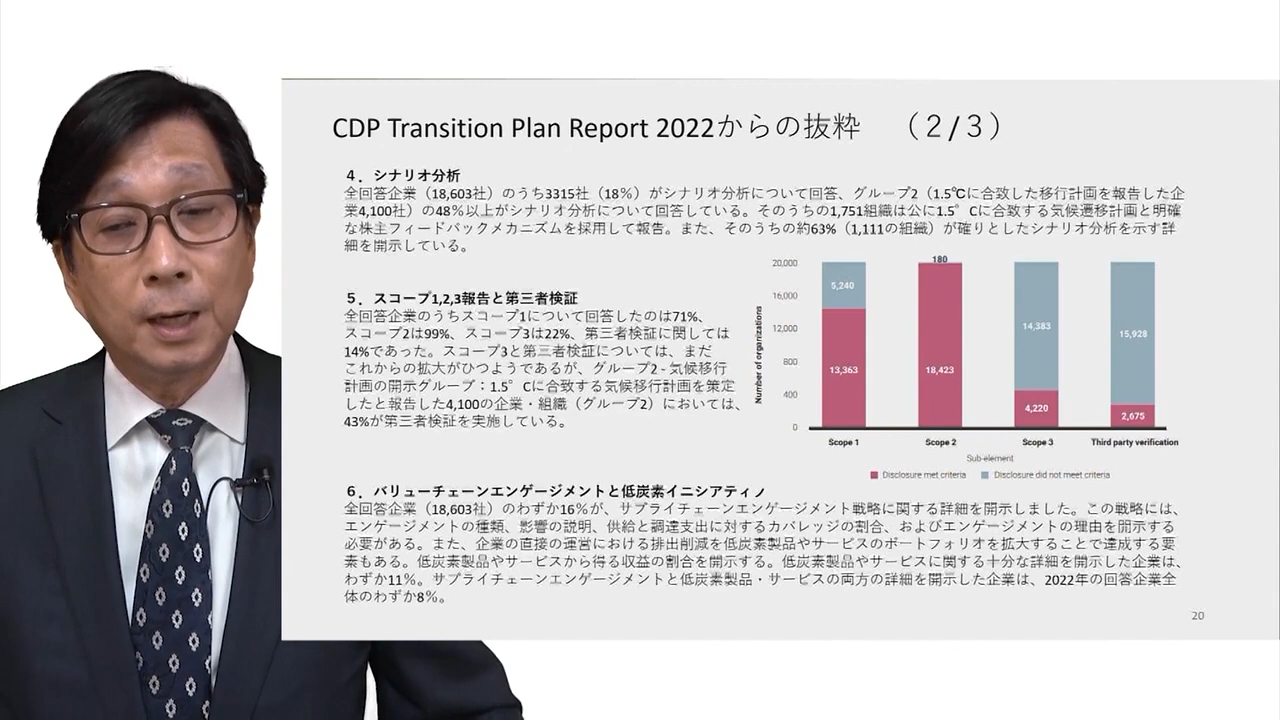 CDP Transition Plan Report 2022からの抜粋　（２/３）
４．シナリオ分析
全回答企業（18,603社）のうち3315社（18％）がシナリオ分析について回答、グループ2（1.5℃に合致した移行計画を報告した企
業4,100社）の48％以上がシナリオ分析について回答している。そのうちの1,751組織は公に1.5°Cに合致する気候遷移計画と明確
な株主フィードバックメカニズムを採用して報告。また、そのうちの約63%（1,111の組織）が確りとしたシナリオ分析を示す詳
細を開示している。
５．スコープ1,2,3報告と第三者検証
全回答企業のうちスコープ1について回答したのは71%、
スコープ2は99%、スコープ3は22%、第三者検証に関しては
14%であった。スコープ3と第三者検証については、まだ
これからの拡大がひつようであるが、グループ2 - 気候移行
計画の開示グループ：1.5°Cに合致する気候移行計画を策定
したと報告した4,100の企業・組織（グループ2）においては、
43%が第三者検証を実施している。
Number of organizations
20,000
16,000
12,000
800
400
0
5,240
13,363
180
18,423
14,383
4,220
15,928
2,675
Scope 1
Scope 2
Scope 3
Third party verification
Sub-element
Disclosure met criteria
Disclosure did not meet criteria
６．バリューチェーンエンゲージメントと低炭素イニシアティブ
全回答企業（18,603社）のわずか16％が、サプライチェーンエンゲージメント戦略に関する詳細を開示しました。この戦略には、
エンゲージメントの種類、影響の説明、供給と調達支出に対するカバレッジの割合、およびエンゲージメントの理由を開示する
必要がある。また、企業の直接の運営における排出削減を低炭素製品やサービスのポートフォリオを拡大することで達成する要
素もある。低炭素製品やサービスから得る収益の割合を開示する。低炭素製品やサービスに関する十分な詳細を開示した企業は、
わずか11％。サプライチェーンエンゲージメントと低炭素製品・サービスの両方の詳細を開示した企業は、2022年の回答企業全
体のわずか8％。
20